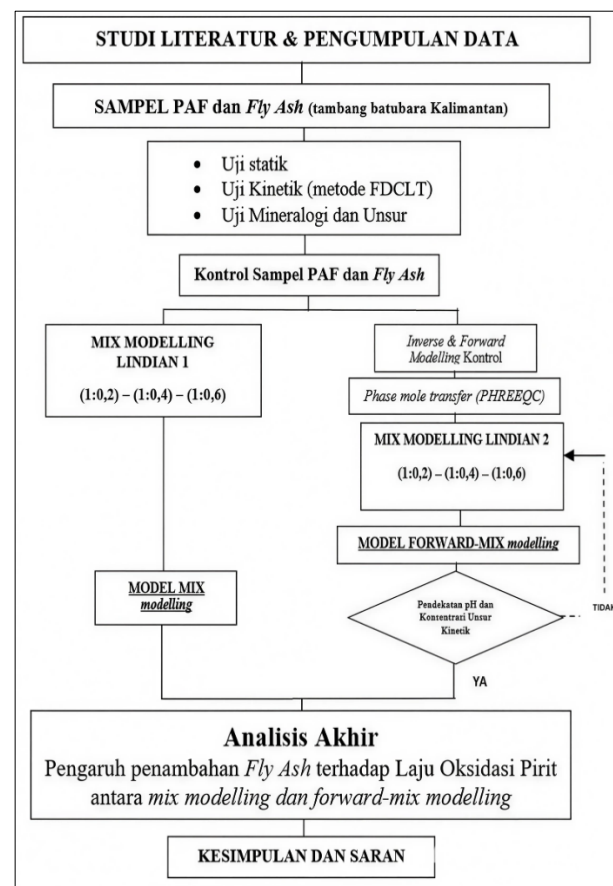 STUDI LITERATUR & PENGUMPULAN DATA
SAMPEL PAF dan Fly Ash (tambang batubara Kalimantan)
• Uji statik
• Uji Kinetik (metode FDCLT)
• Uji Mineralogi dan Unsur
Kontrol Sampel PAF dan Fly Ash
MIX MODELLING
LINDIAN 1
(1:0,2) – (1:0,4) – (1:0,6)
MODEL MIX
modelling
Inverse & Forward
Modelling Kontrol
Phase mole transfer (PHREEQC)
MIX MODELLING LINDIAN 2
(1:0,2) – (1:0,4) – (1:0,6)
MODEL FORWARD-MIX modelling
Pendekatan pH dan
Konsentrasi Unsur
Kinetik
TIDAK
YA
Analisis Akhir
Pengaruh penambahan Fly Ash terhadap Laju Oksidasi Pirit
antara mix modelling dan forward-mix modelling
KESIMPULAN DAN SARAN